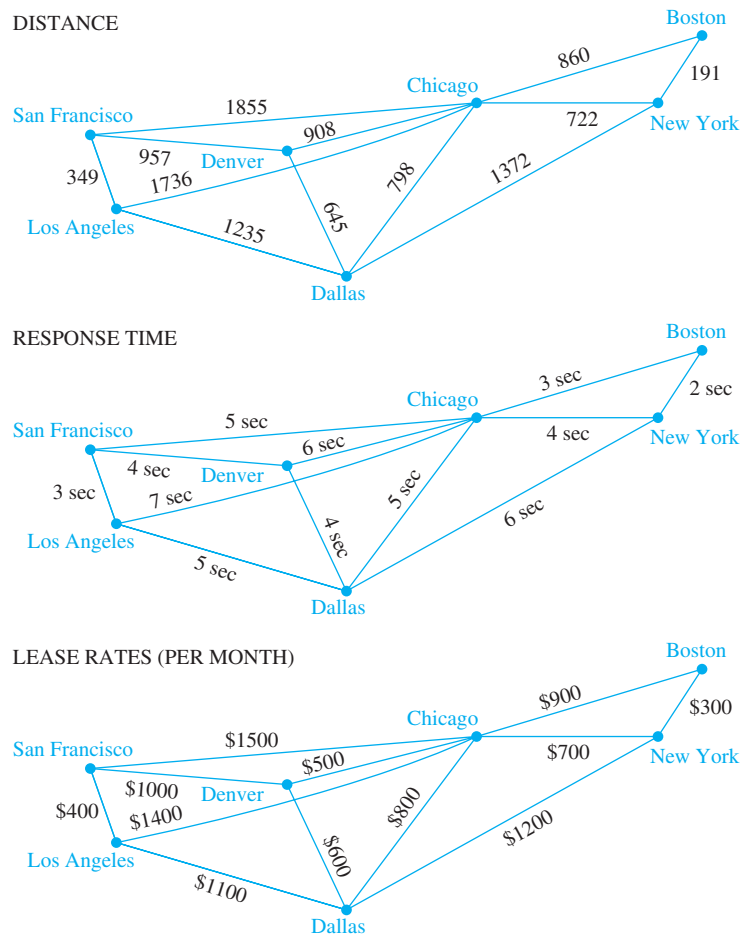 DISTANCE
Boston
860
191
Chicago
San Francisco
1855
908
722
New York
957
Denver
349
1736
798
1372
645
Los Angeles
1235
Dallas
RESPONSE TIME
Boston
3 sec
2 sec
Chicago
San Francisco
5 sec
6 sec
4 sec
New York
4 sec
Denver
3 sec
7 sec
5 sec
6 sec
4 sec
Los Angeles
5 sec
Dallas
LEASE RATES (PER MONTH)
Boston
$900
$300
Chicago
San Francisco
$1500
$500
$700
New York
$1000
Denver
$400
$1400
$800
$1200
$600
Los Angeles
$1100
Dallas